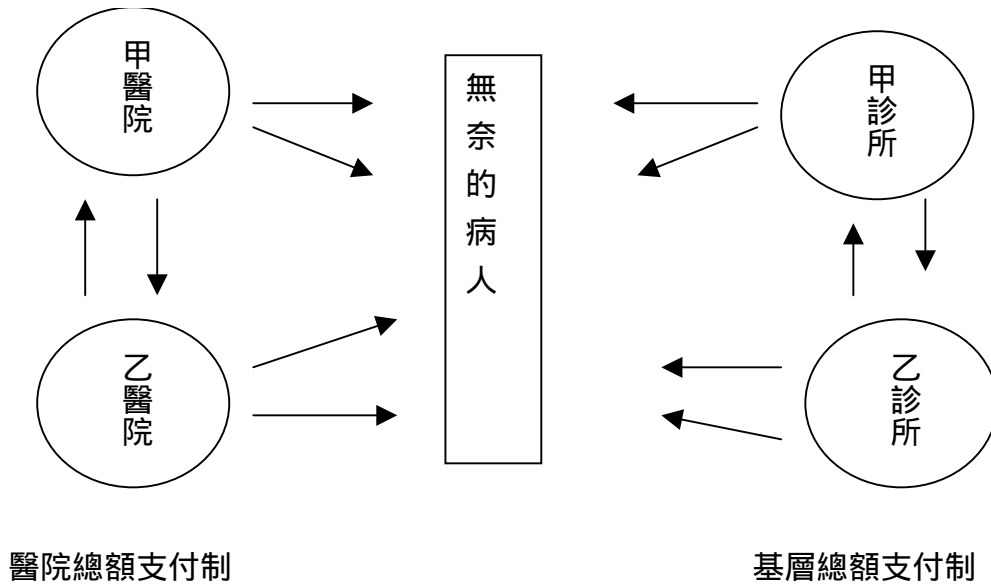 甲醫院
無奈的病人
甲診所
乙醫院
乙診所
醫院總額支付制
基層總額支付制